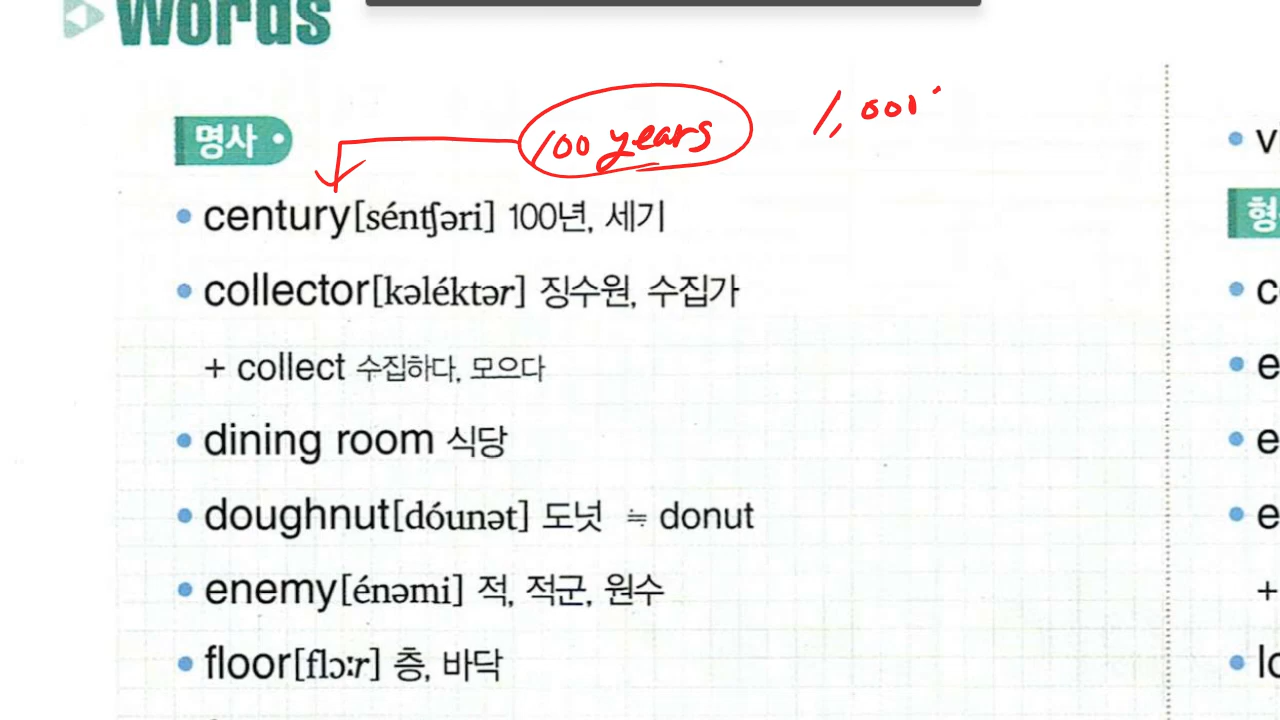 Words
100 years 1,001
명사
century[séntʃəri] 100년, 세기
collector[kəléktər] 징수원, 수집가
+ collect 수집하다, 모으다
dining room 식당
doughnut[dóunət] 도넛 ≒ donut
enemy[énəmi] 적, 적군, 원수
floor[flɔːr] 층, 바닥
형
+